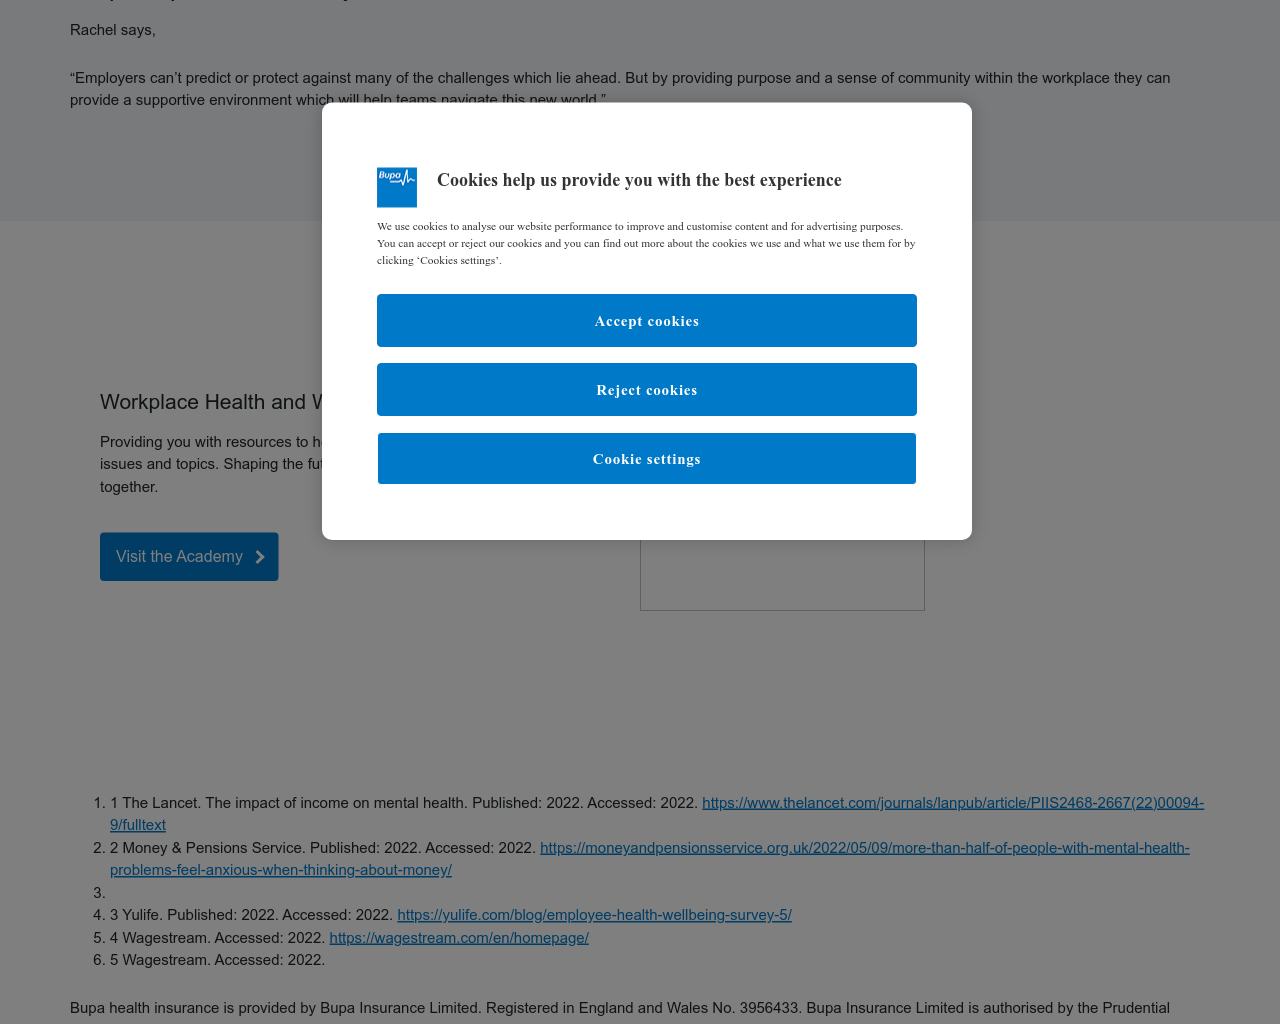 Rachel says,
“Employers can’t predict or protect against many of the challenges which lie ahead. But by providing purpose and a sense of community within the workplace they can
provide a supportive environment which will help teams navigate this new world.”
Bupa
Cookies help us provide you with the best experience
We use cookies to analyse our website performance to improve and customise content and for advertising purposes.
You can accept or reject our cookies and you can find out more about the cookies we use and what we use them for by
clicking ‘Cookies settings’.
Accept cookies
Reject cookies
Cookie settings
Workplace Health and
Providing you with resources to
issues and topics. Shaping the
together.
Visit the Academy
1. 1 The Lancet. The impact of income on mental health. Published: 2022. Accessed: 2022. https://www.thelancet.com/journals/lanpub/article/PIIS2468-2667(22)00094-
9/fulltext
2. 2 Money & Pensions Service. Published: 2022. Accessed: 2022. https://moneyandpensionsservice.org.uk/2022/05/09/more-than-half-of-people-with-mental-health-
problems-feel-anxious-when-thinking-about-money/
3.
4. 3 Yulife. Published: 2022. Accessed: 2022. https://yulife.com/blog/employee-health-wellbeing-survey-5/
5. 4 Wagestream. Accessed: 2022. https://wagestream.com/en/homepage/
6. 5 Wagestream. Accessed: 2022.
Bupa health insurance is provided by Bupa Insurance Limited. Registered in England and Wales No. 3956433. Bupa Insurance Limited is authorised by the Prudential